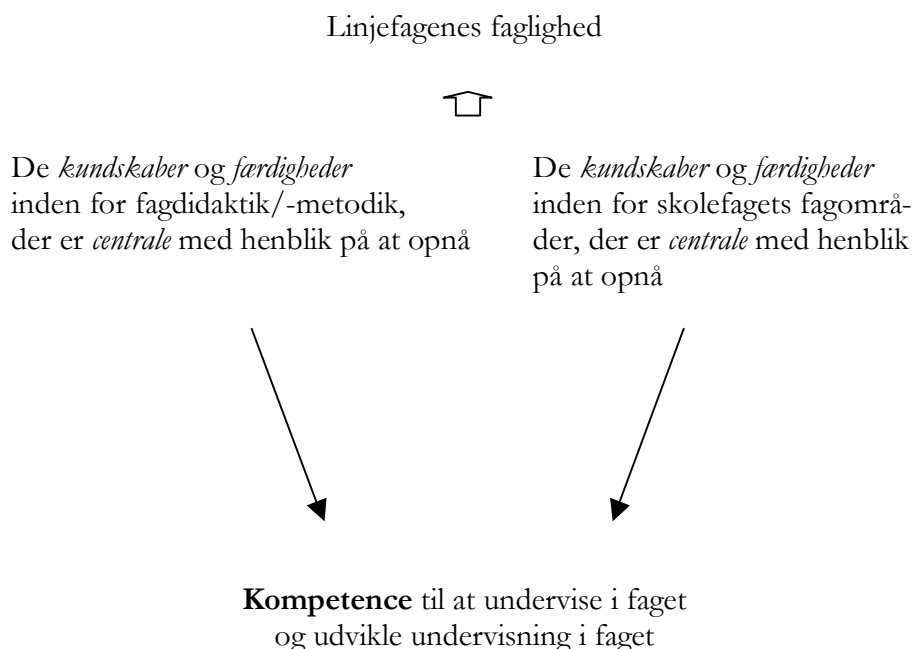 Linjefagenes faglighed
De kundskaber og færdigheder
inden for fagdidaktik/-metodik,
der er centrale med henblik på at opnå
De kundskaber og færdigheder
inden for skolefagets fagområ-
der, der er centrale med henblik
på at opnå
Kompetence til at undervise i faget
og udvikle undervisning i faget